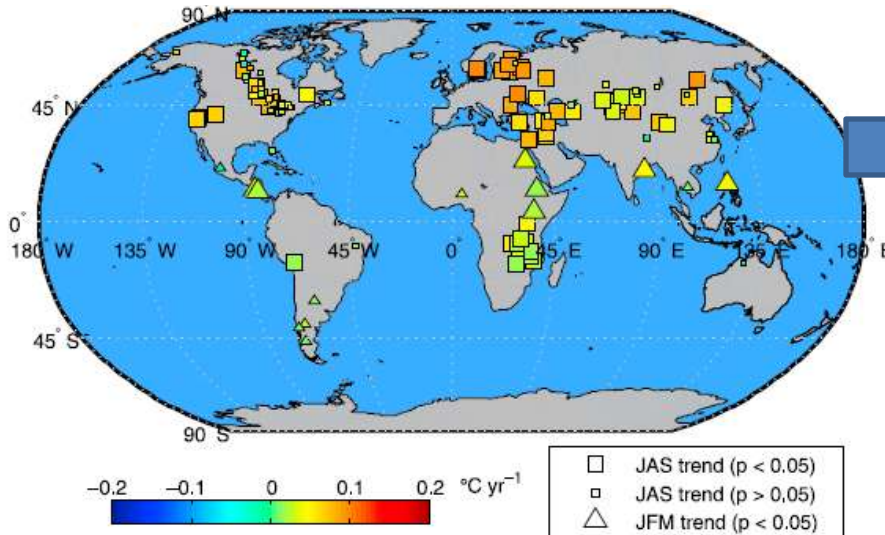 90° N
45° N
0°
180° W 135° W 90° W 45° W 0° 45° E 90° E 135° E 180° E
45° S
90° S
−0.2 −0.1 0 0.1 0.2 °C yr⁻¹
JAS trend (p < 0.05)
JAS trend (p > 0.05)
JFM trend (p < 0.05)